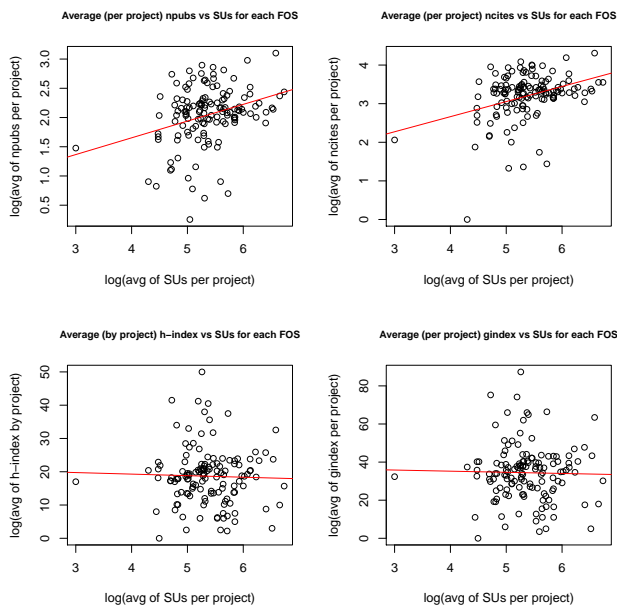 Average (per project) npubs vs SUs for each FOS
log(avg of npubs per project)
3.0
2.5
2.0
1.5
1.0
0.5
3 4 5 6
log(avg of SUs per project)
Average (per project) ncites vs SUs for each FOS
log(avg of ncites per project)
4
3
2
1
0
3 4 5 6
log(avg of SUs per project)
Average (by project) h−index vs SUs for each FOS
log(avg of h−index by project)
50
40
30
20
10
0
3 4 5 6
log(avg of SUs per project)
Average (per project) gindex vs SUs for each FOS
log(avg of gindex per project)
80
60
40
20
0
3 4 5 6
log(avg of SUs per project)